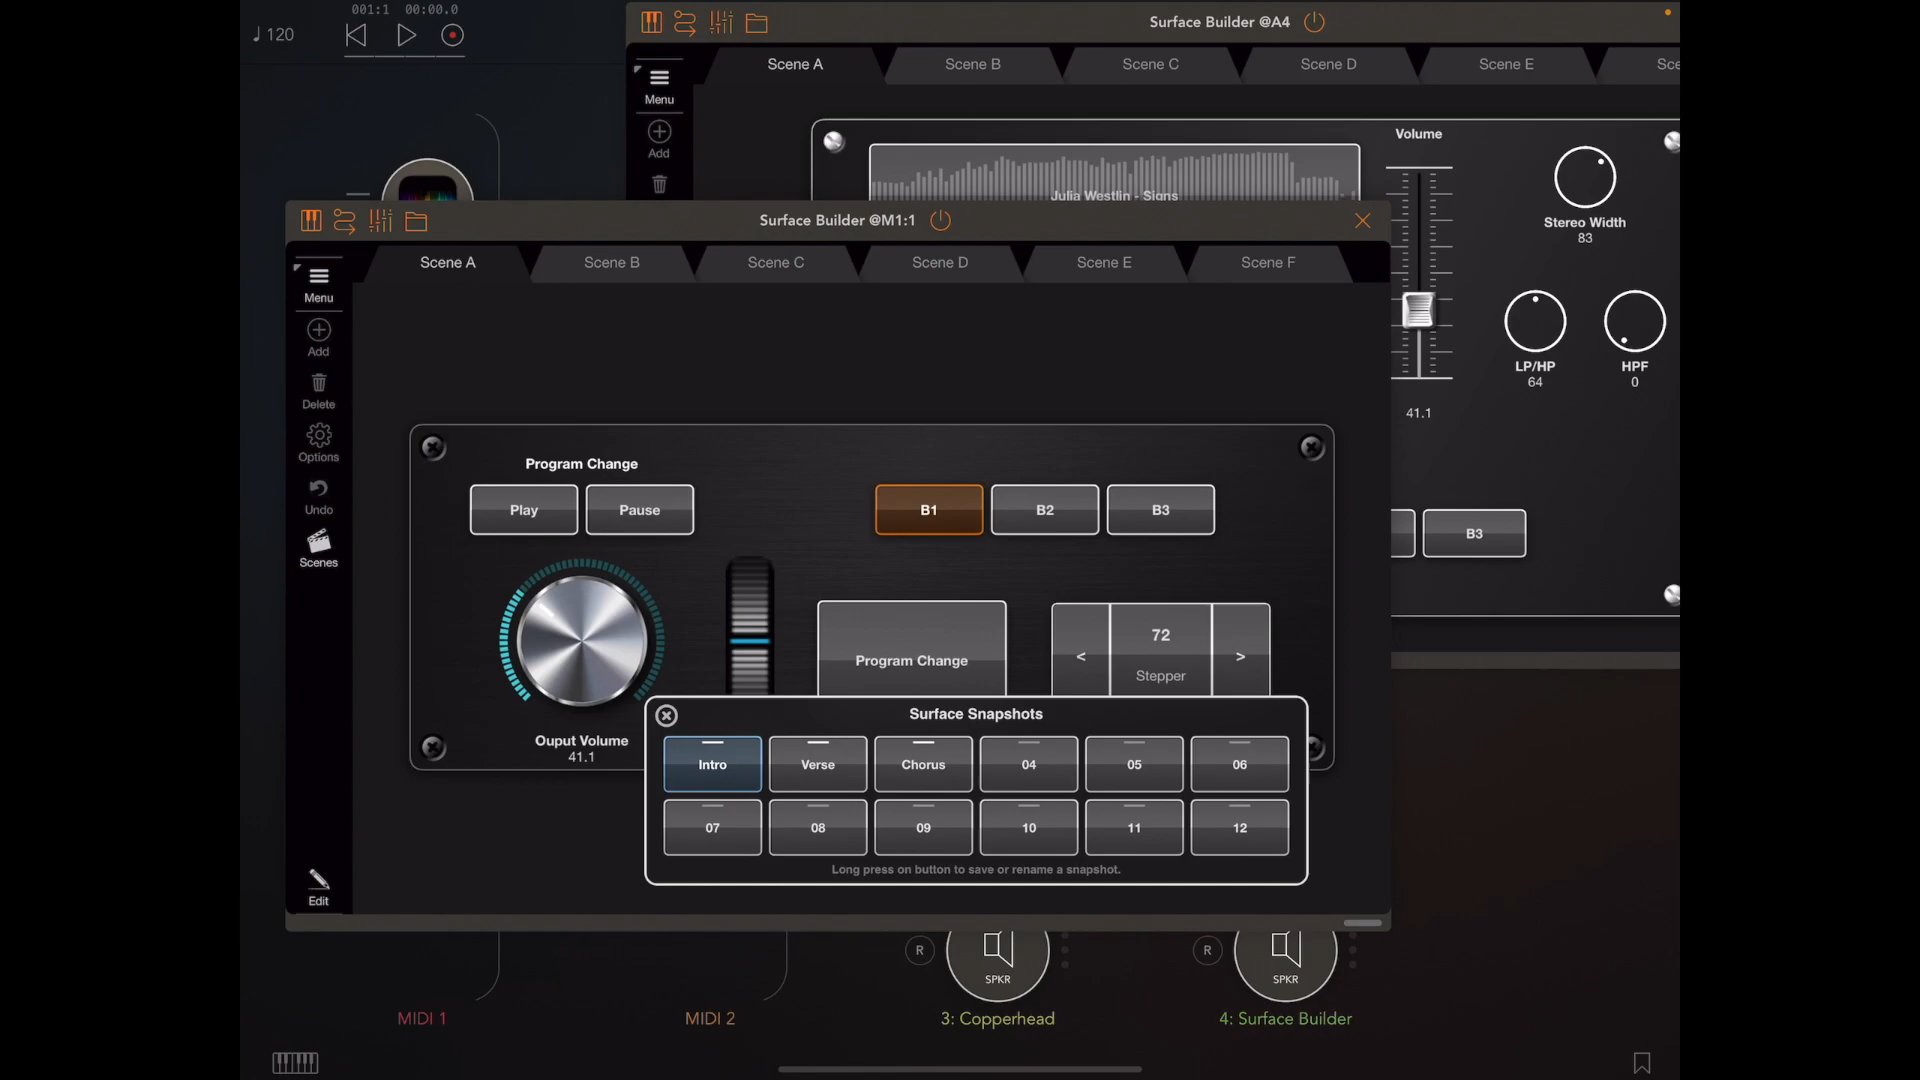 001:1 00:00.0
♩120
Surface Builder @A4
Scene A Scene B Scene C Scene D Scene E Sce
Menu
Add
Volume
Julia Westlin - Signs
Stereo Width
83
LP/HP
64
HPF
0
41.1
B3
Surface Builder @M1:1
Scene A Scene B Scene C Scene D Scene E Scene F
Menu
Add
Delete
Options
Undo
Scenes
Edit
Program Change
Play Pause
B1 B2 B3
Program Change
< 72 >
Stepper
Ouput Volume
41.1
Surface Snapshots
Intro Verse Chorus 04 05 06
07 08 09 10 11 12
Long press on button to save or rename a snapshot.
R SPKR R SPKR
MIDI 1 MIDI 2 3: Copperhead 4: Surface Builder